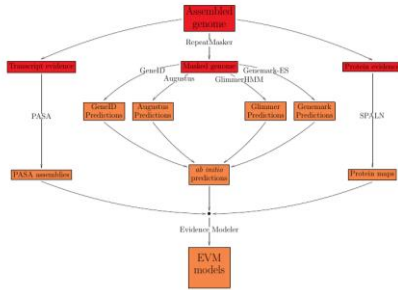 Assembled
genome
RepeatMasker
Transcript evidence
GeneID
Augustus
Masked genome
Genemark-ES
GlimmerHMM
Protein evidence
PASA
GeneID
Predictions
Augustus
Predictions
Glimmer
Predictions
Genemark
Predictions
SPALN
PASA assemblies
ab initio
predictions
Protein maps
Evidence Modeler
EVM
models